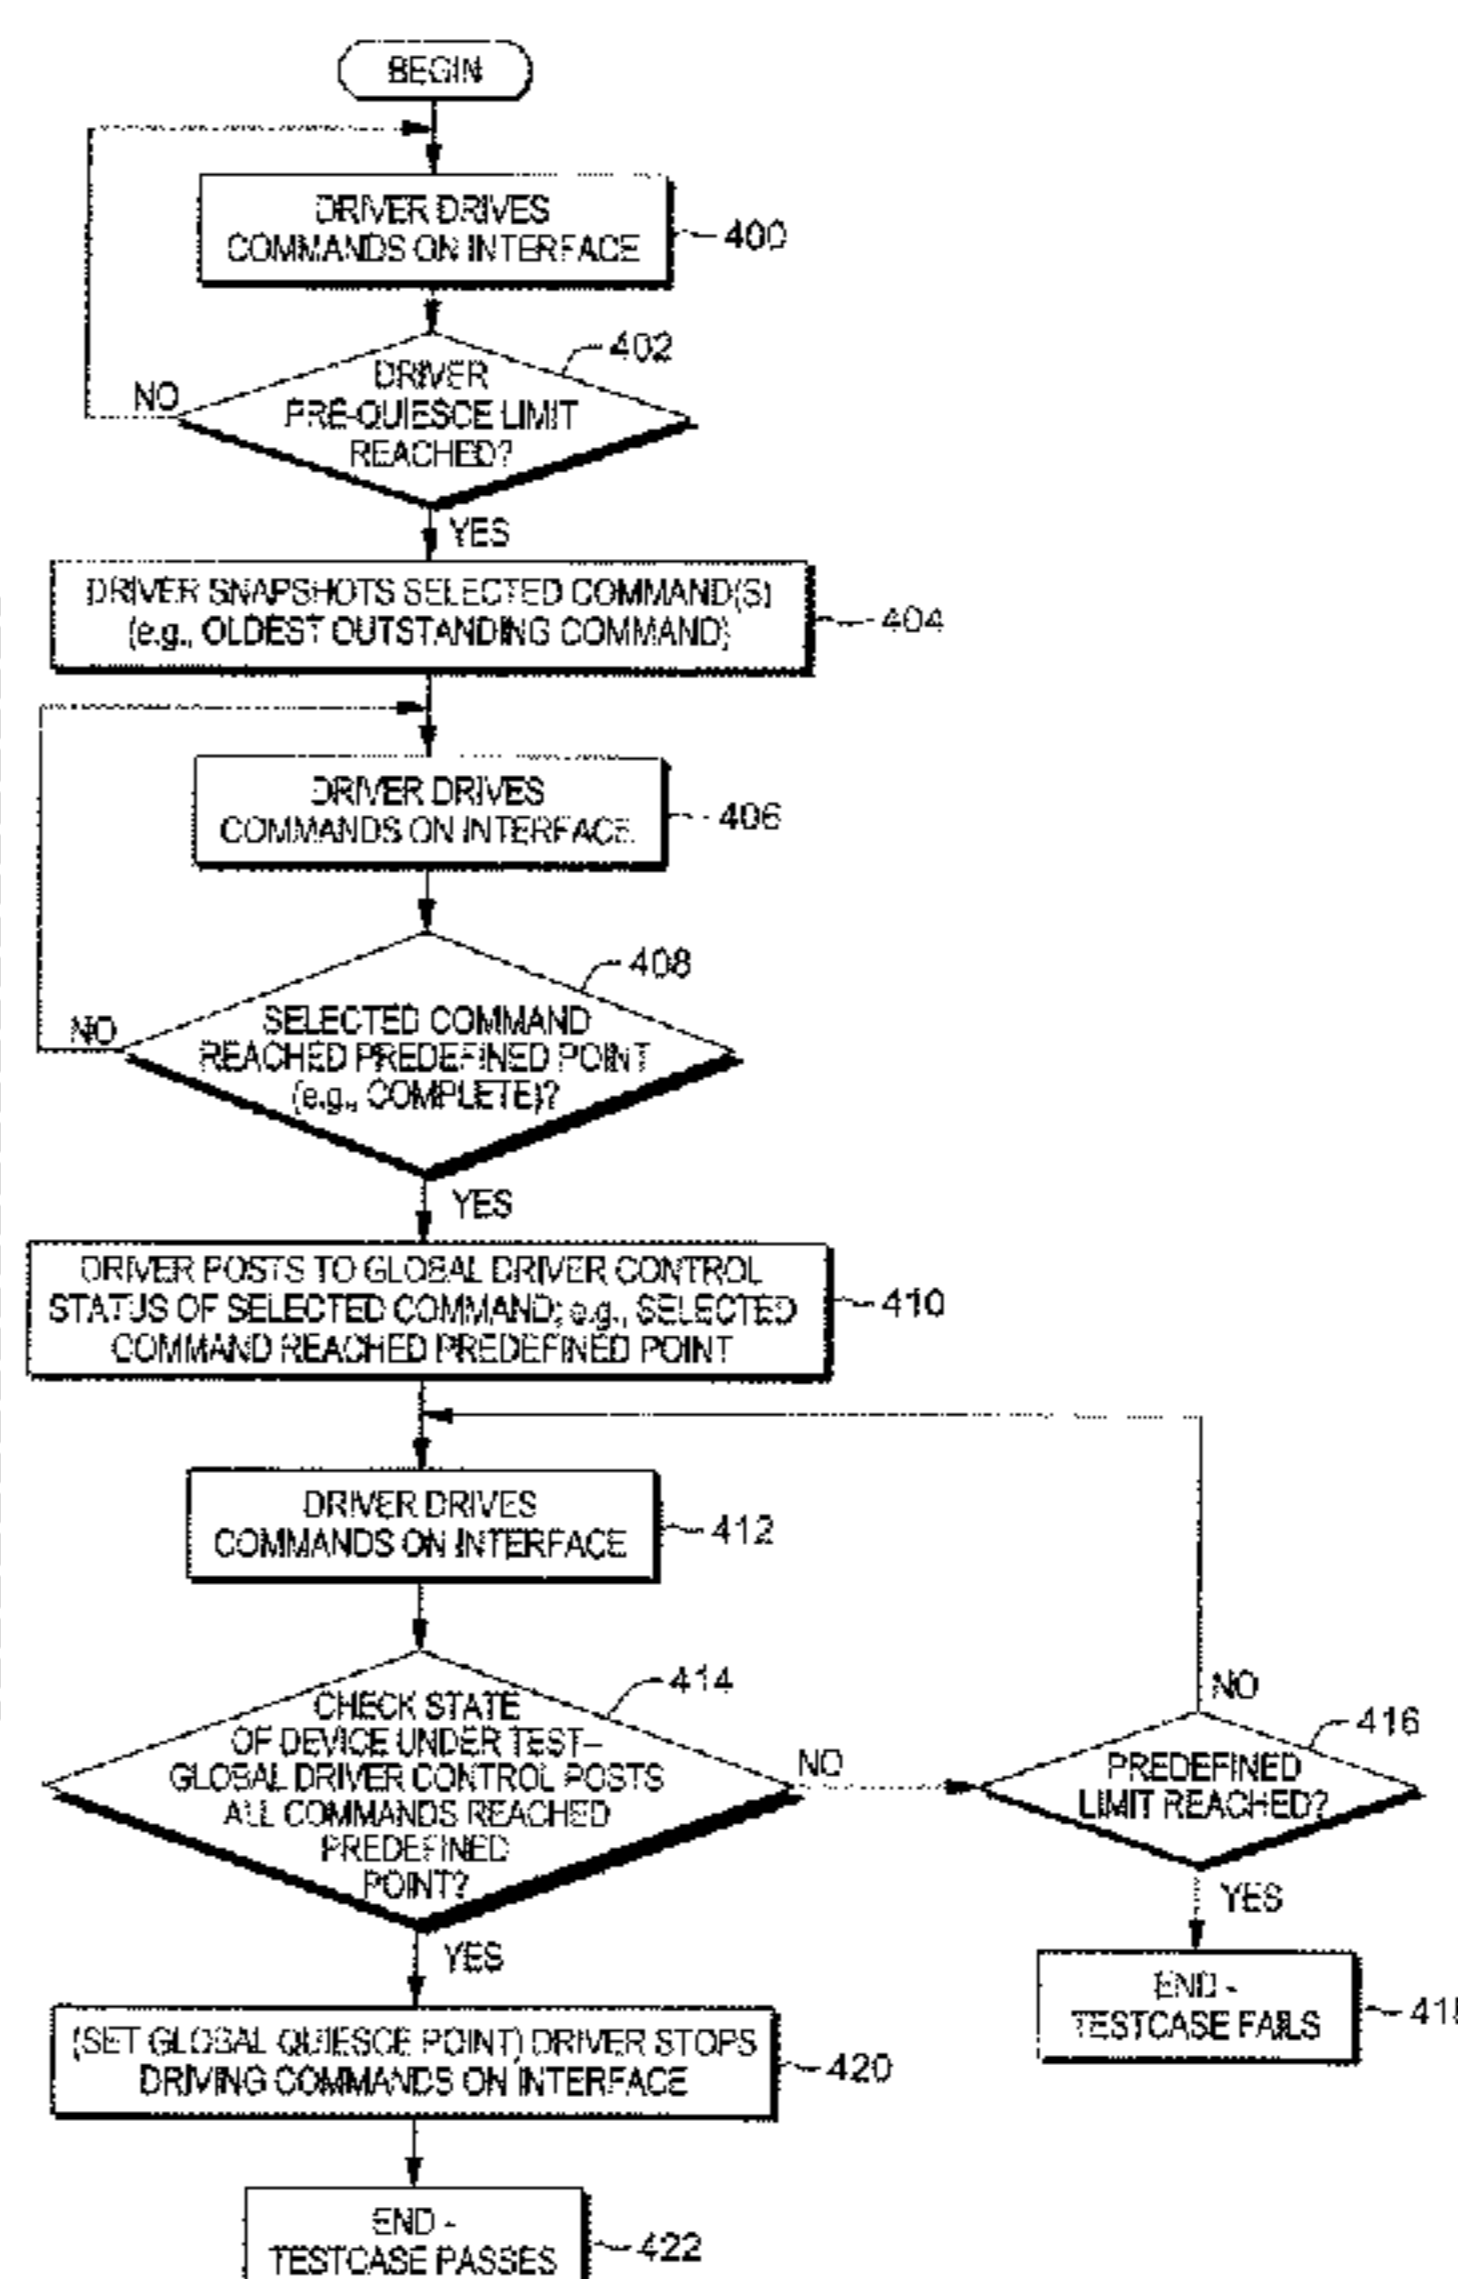 BEGIN
DRIVER DRIVES
COMMANDS ON INTERFACE
400
402
DRIVER
PRE-QUIESCE LIMIT
REACHED?
NO
YES
DRIVER SNAPSHOTS SELECTED COMMAND(S)
(e.g., OLDEST OUTSTANDING COMMAND)
404
DRIVER DRIVES
COMMANDS ON INTERFACE
406
408
SELECTED COMMAND
REACHED PREDEFINED POINT
(e.g., COMPLETE)?
NO
YES
DRIVER POSTS TO GLOBAL DRIVER CONTROL
STATUS OF SELECTED COMMAND; e.g., SELECTED
COMMAND REACHED PREDEFINED POINT
410
DRIVER DRIVES
COMMANDS ON INTERFACE
412
414
CHECK STATE
OF DEVICE UNDER TEST–
GLOBAL DRIVER CONTROL POSTS
ALL COMMANDS REACHED
PREDEFINED
POINT?
NO
YES
NO
416
PREDEFINED
LIMIT REACHED?
YES
END -
TESTCASE FAILS
(SET GLOBAL QUIESCE POINT) DRIVER STOPS
DRIVING COMMANDS ON INTERFACE
420
END -
TESTCASE PASSES
422